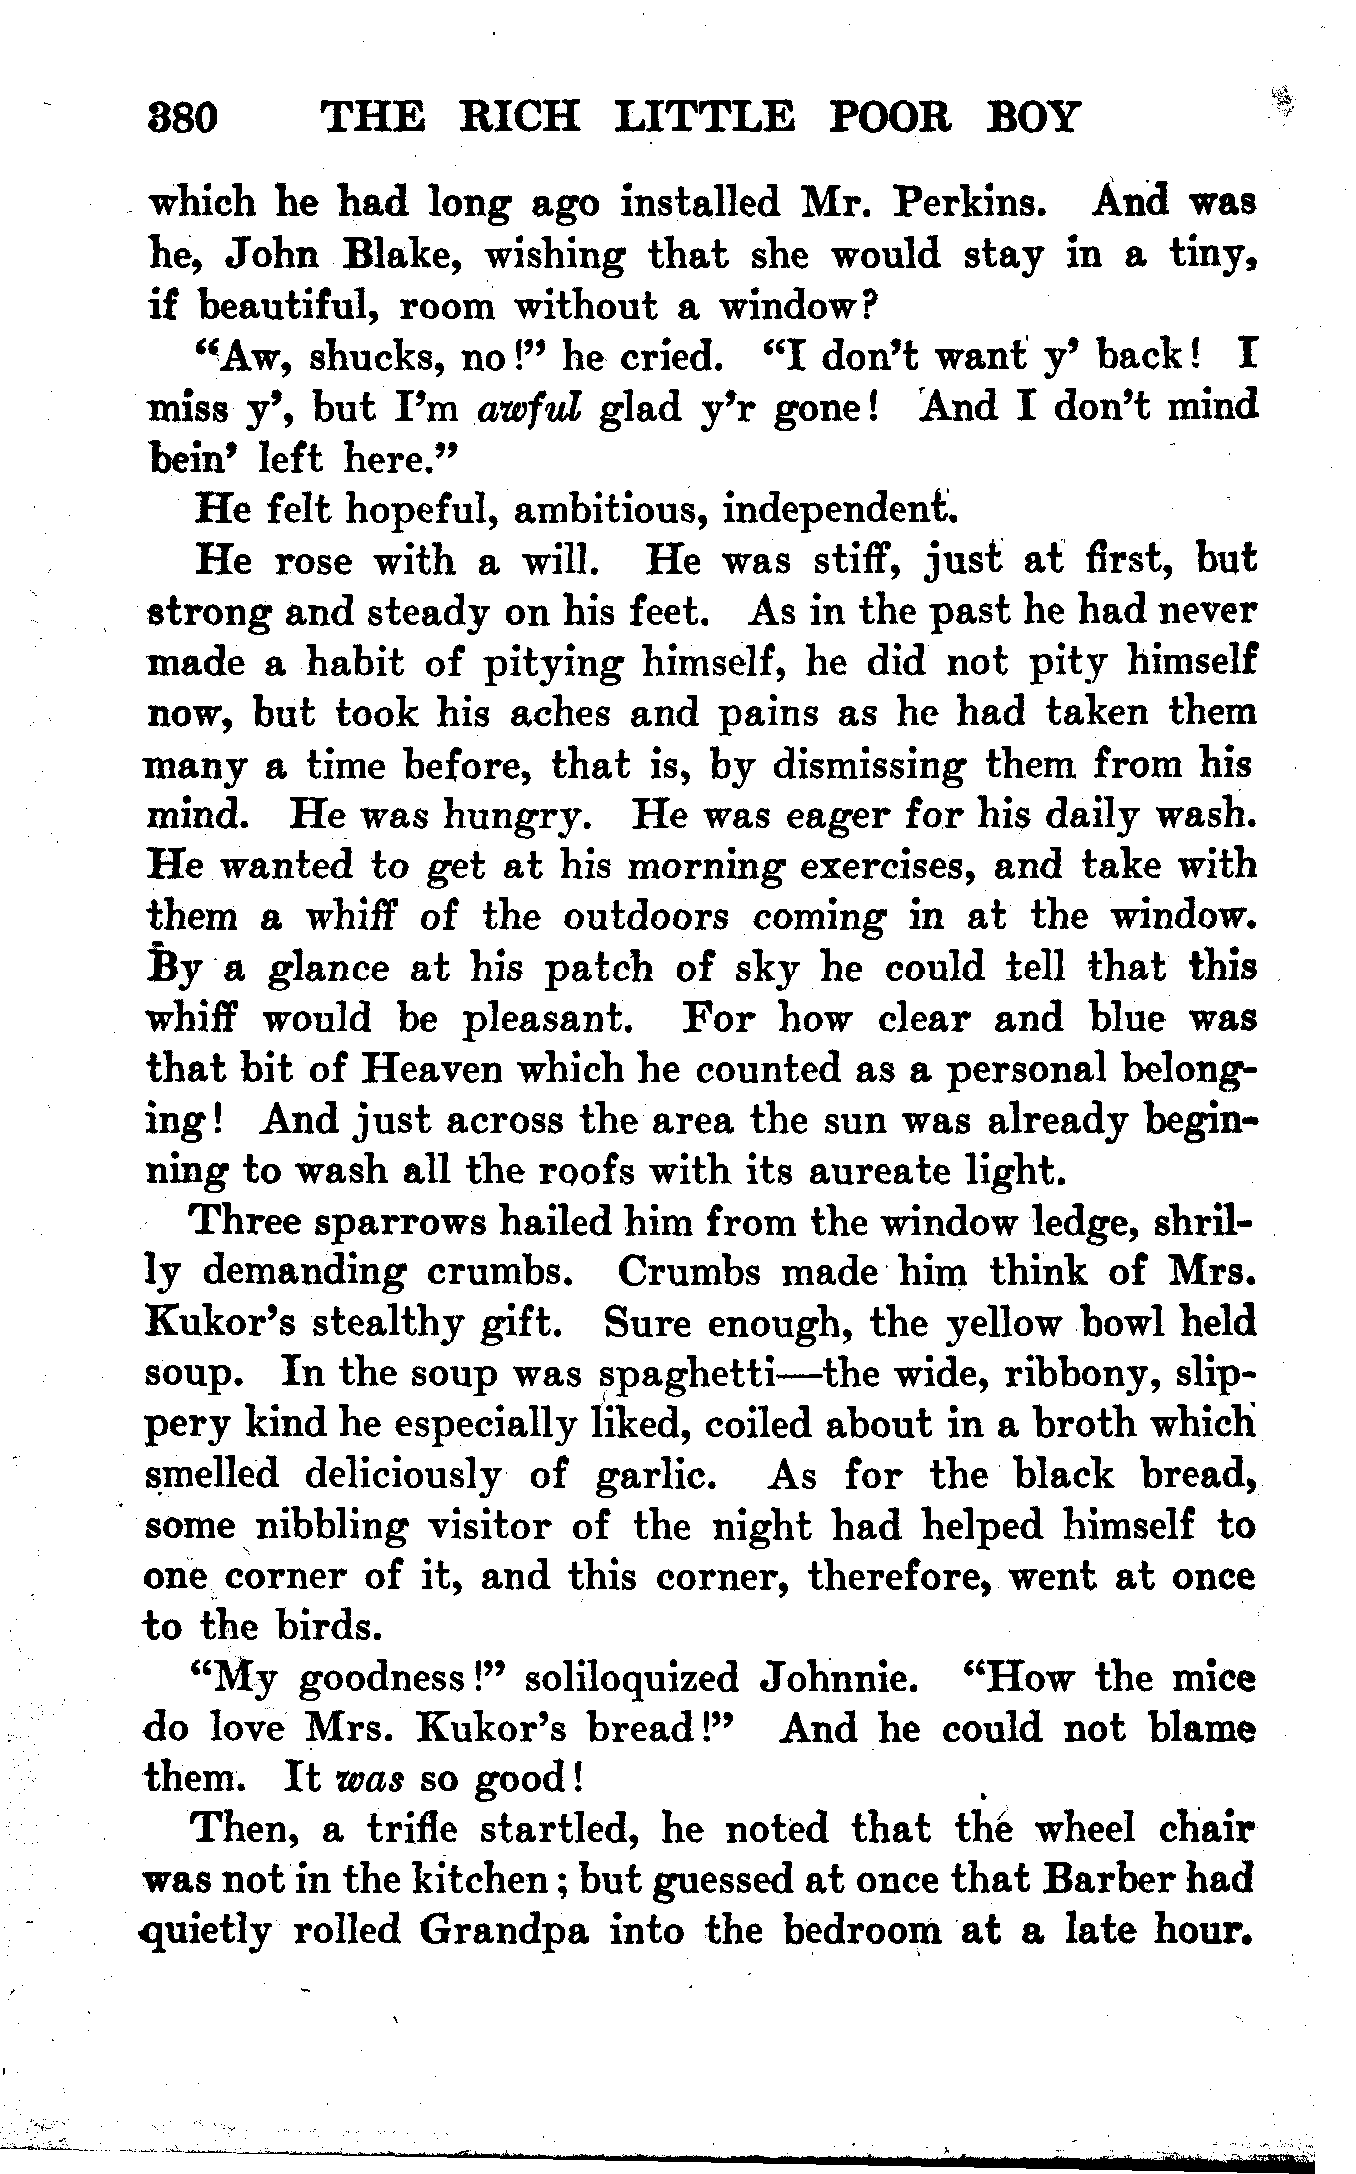 380 THE RICH LITTLE POOR BOY
which he had long ago installed Mr. Perkins. And was
he, John Blake, wishing that she would stay in a tiny,
if beautiful, room without a window?
“Aw, shucks, no!” he cried. “I don’t want y’ back! I
miss y’, but I’m awful glad y’r gone! And I don’t mind
bein’ left here.”
He felt hopeful, ambitious, independent.
He rose with a will. He was stiff, just at first, but
strong and steady on his feet. As in the past he had never
made a habit of pitying himself, he did not pity himself
now, but took his aches and pains as he had taken them
many a time before, that is, by dismissing them from his
mind. He was hungry. He was eager for his daily wash.
He wanted to get at his morning exercises, and take with
them a whiff of the outdoors coming in at the window.
By a glance at his patch of sky he could tell that this
whiff would be pleasant. For how clear and blue was
that bit of Heaven which he counted as a personal belong-
ing! And just across the area the sun was already begin-
ning to wash all the roofs with its aureate light.
Three sparrows hailed him from the window ledge, shril-
ly demanding crumbs. Crumbs made him think of Mrs.
Kukor’s stealthy gift. Sure enough, the yellow bowl held
soup. In the soup was spaghetti—the wide, ribbony, slip-
pery kind he especially liked, coiled about in a broth which
smelled deliciously of garlic. As for the black bread,
some nibbling visitor of the night had helped himself to
one corner of it, and this corner, therefore, went at once
to the birds.
“My goodness!” soliloquized Johnnie. “How the mice
do love Mrs. Kukor’s bread!” And he could not blame
them. It was so good!
Then, a trifle startled, he noted that the wheel chair
was not in the kitchen; but guessed at once that Barber had
quietly rolled Grandpa into the bedroom at a late hour.